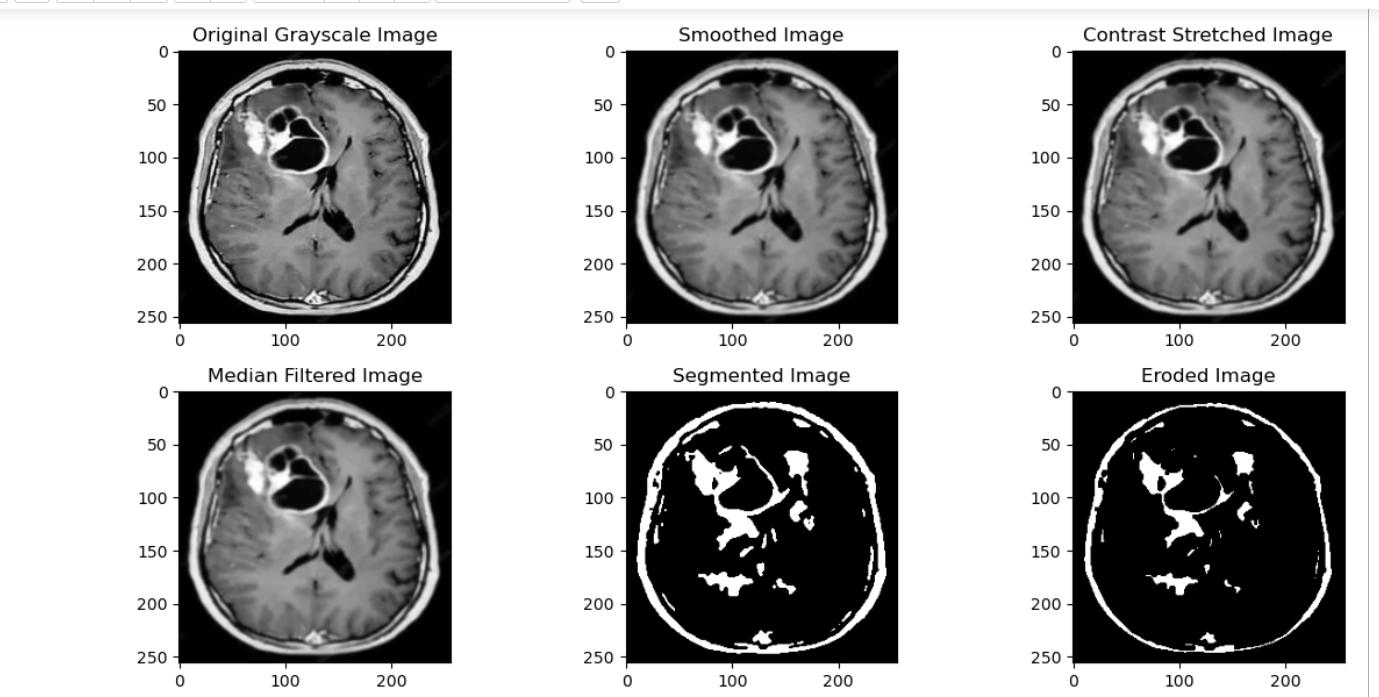 Original Grayscale Image Smoothed Image Contrast Stretched Image
0 0 0
50 50 50
100 100 100
150 150 150
200 200 200
250 250 250
0 100 200 0 100 200 0 100 200
Median Filtered Image Segmented Image Eroded Image
0 0 0
50 50 50
100 100 100
150 150 150
200 200 200
250 250 250
0 100 200 0 100 200 0 100 200